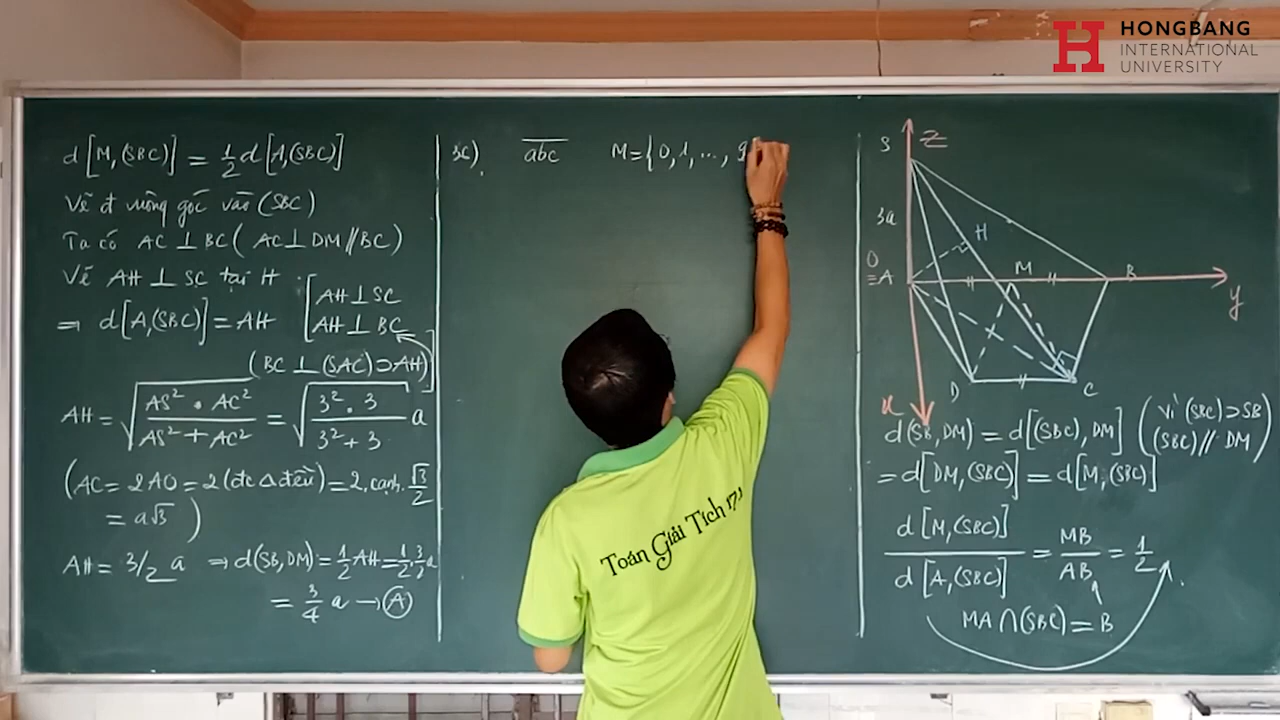 HONGBANG
INTERNATIONAL
UNIVERSITY
d[M,(SBC)] = 1/2 d[A,(SBC)]
Vẽ đt vuông góc vào (SBC)
Ta có AC ⊥ BC ( AC ⊥ DM // BC)
Vẽ AH ⊥ SC tại H
[ AH ⊥ SC
AH ⊥ BC
⇒ d[A,(SBC)] = AH
(BC ⊥ (SAC) ⊃ AH)
AH = √(AS² • AC² / AS² + AC²) = √(3² . 3 / 3² + 3) a
(AC = 2AO = 2(đc Δ đều) = 2.cạnh.√3/2
= a√3 )
AH = 3/2 a ⇒ d(SB,DM) = 1/2 AH = 1/2 . 3/2 a
= 3/4 a → (A)
abc
M = {0, 1, ..., 9
Toán Giải Tích
S
z
3a
H
O
≡A
M
B
y
D
C
x
d(SB,DM) = d[(SBC), DM] (vì (SBC) ⊃ SB
(SBC) // DM)
= d[DM,(SBC)] = d[M,(SBC)]
d[M,(SBC)] / d[A,(SBC)] = MB / AB = 1/2
MA ∩ (SBC) = B